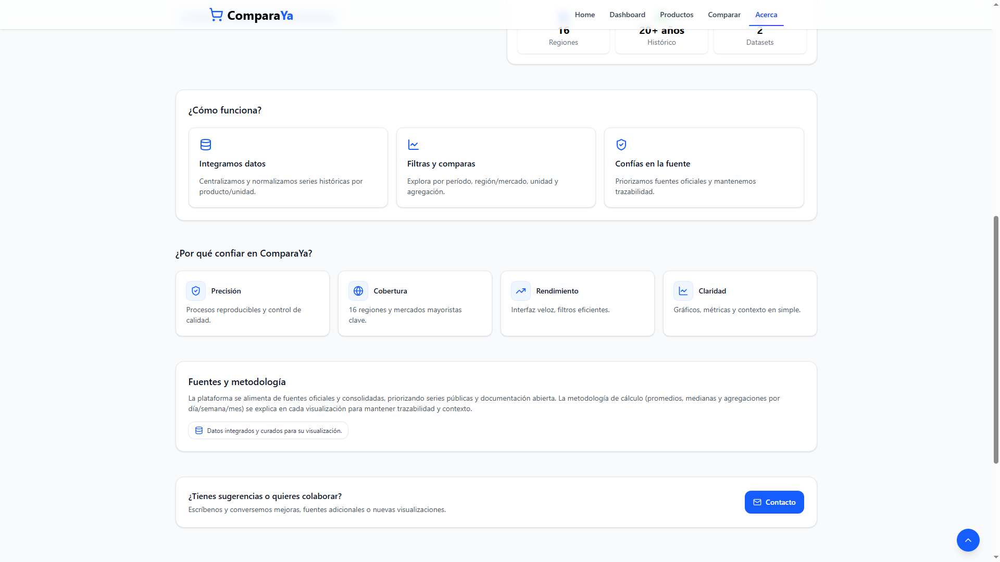 ComparaYa
Home
Dashboard
Productos
Comparar
Acerca
16
Regiones
20+ años
Histórico
2
Datasets
¿Cómo funciona?
Integramos datos
Centralizamos y normalizamos series históricas por
producto/unidad.
Filtras y comparas
Explora por período, región/mercado, unidad y
agregación.
Confías en la fuente
Priorizamos fuentes oficiales y mantenemos
trazabilidad.
¿Por qué confiar en ComparaYa?
Precisión
Procesos reproducibles y control de
calidad.
Cobertura
16 regiones y mercados mayoristas
clave.
Rendimiento
Interfaz veloz, filtros eficientes.
Claridad
Gráficos, métricas y contexto en simple.
Fuentes y metodología
La plataforma se alimenta de fuentes oficiales y consolidadas, priorizando series públicas y documentación abierta. La metodología de cálculo (promedios, medianas y agregaciones por
día/semana/mes) se explica en cada visualización para mantener trazabilidad y contexto.
Datos integrados y curados para su visualización.
¿Tienes sugerencias o quieres colaborar?
Escríbenos y conversemos mejoras, fuentes adicionales o nuevas visualizaciones.
Contacto